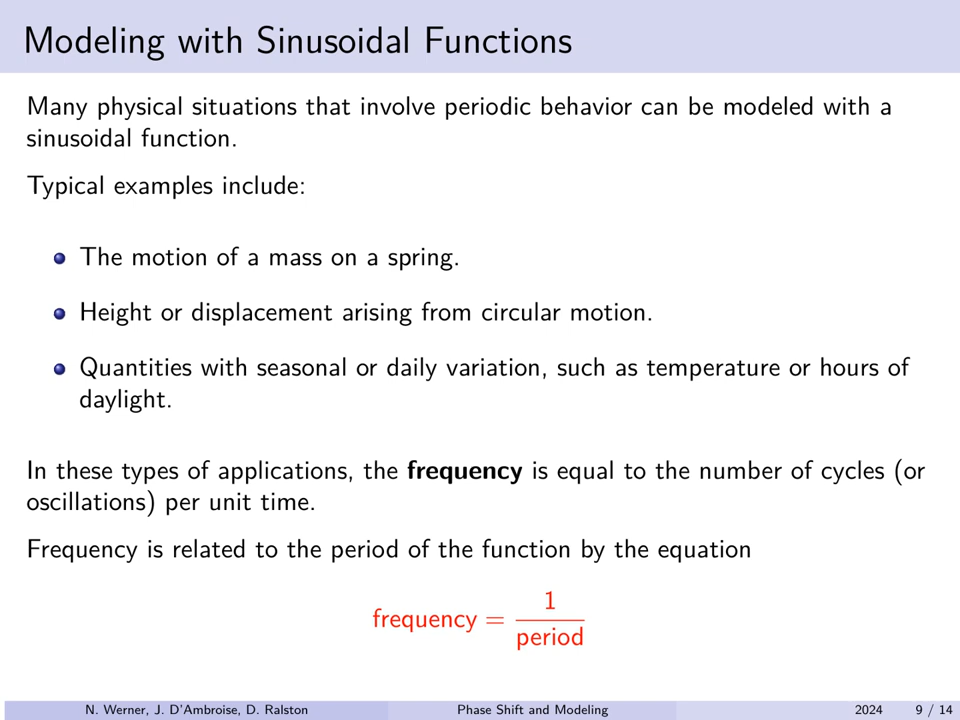 Modeling with Sinusoidal Functions
Many physical situations that involve periodic behavior can be modeled with a
sinusoidal function.
Typical examples include:
The motion of a mass on a spring.
Height or displacement arising from circular motion.
Quantities with seasonal or daily variation, such as temperature or hours of
daylight.
In these types of applications, the frequency is equal to the number of cycles (or
oscillations) per unit time.
Frequency is related to the period of the function by the equation
frequency = 1
period
N. Werner, J. D'Ambroise, D. Ralston Phase Shift and Modeling 2024 9 / 14